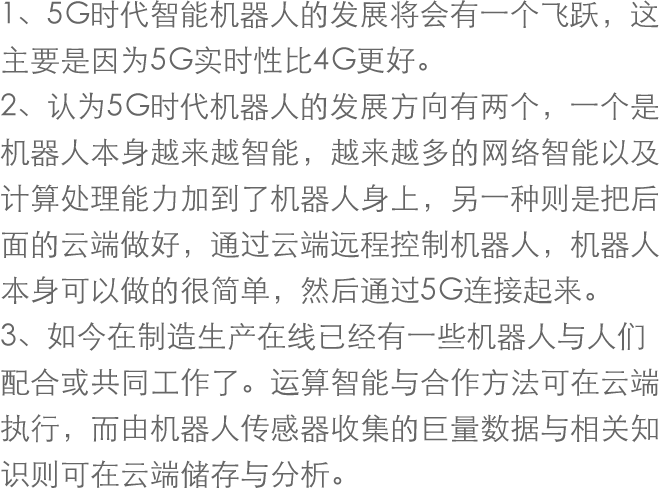 1、5G时代智能机器人的发展将会有一个飞跃，这
主要是因为5G实时性比4G更好。
2、认为5G时代机器人的发展方向有两个，一个是
机器人本身越来越智能，越来越多的网络智能以及
计算处理能力加到了机器人身上，另一种则是把后
面的云端做好，通过云端远程控制机器人，机器人
本身可以做的很简单，然后通过5G连接起来。
3、如今在制造生产在线已经有一些机器人与人们
配合或共同工作了。运算智能与合作方法可在云端
执行，而由机器人传感器收集的巨量数据与相关知
识则可在云端储存与分析。